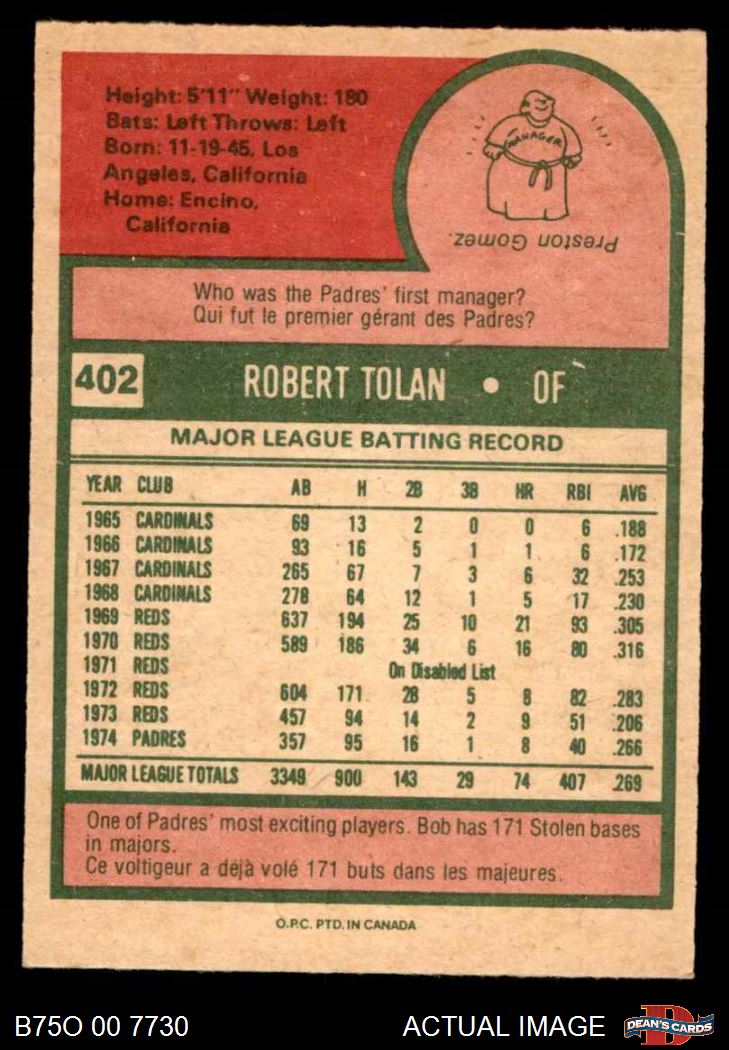 Height: 5'11" Weight: 180
Bats: Left Throws: Left
Born: 11-19-45, Los
Angeles, California
Home: Encino,
California
MANAGER
Preston Gomez.
Who was the Padres' first manager?
Qui fut le premier gérant des Padres?
402 ROBERT TOLAN • OF
MAJOR LEAGUE BATTING RECORD
YEAR CLUB AB H 2B 3B HR RBI AVG
1965 CARDINALS 69 13 2 0 0 6 .188
1966 CARDINALS 93 16 5 1 1 6 .172
1967 CARDINALS 265 67 7 3 6 32 .253
1968 CARDINALS 278 64 12 1 5 17 .230
1969 REDS 637 194 25 10 21 93 .305
1970 REDS 589 186 34 6 16 80 .316
1971 REDS On Disabled List
1972 REDS 604 171 28 5 8 82 .283
1973 REDS 457 94 14 2 9 51 .206
1974 PADRES 357 95 16 1 8 40 .266
MAJOR LEAGUE TOTALS 3349 900 143 29 74 407 .269
One of Padres' most exciting players. Bob has 171 Stolen bases
in majors.
Ce voltigeur a déjà volé 171 buts dans les majeures.
O.P.C. PTD. IN CANADA
B75O 00 7730 ACTUAL IMAGE
D
DEAN'S CARDS